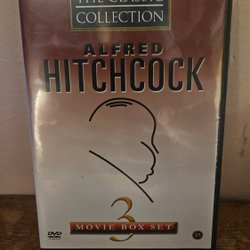 THE CLASSIC
COLLECTION
ALFRED
HITCHCOCK
3
MOVIE BOX SET
DVD